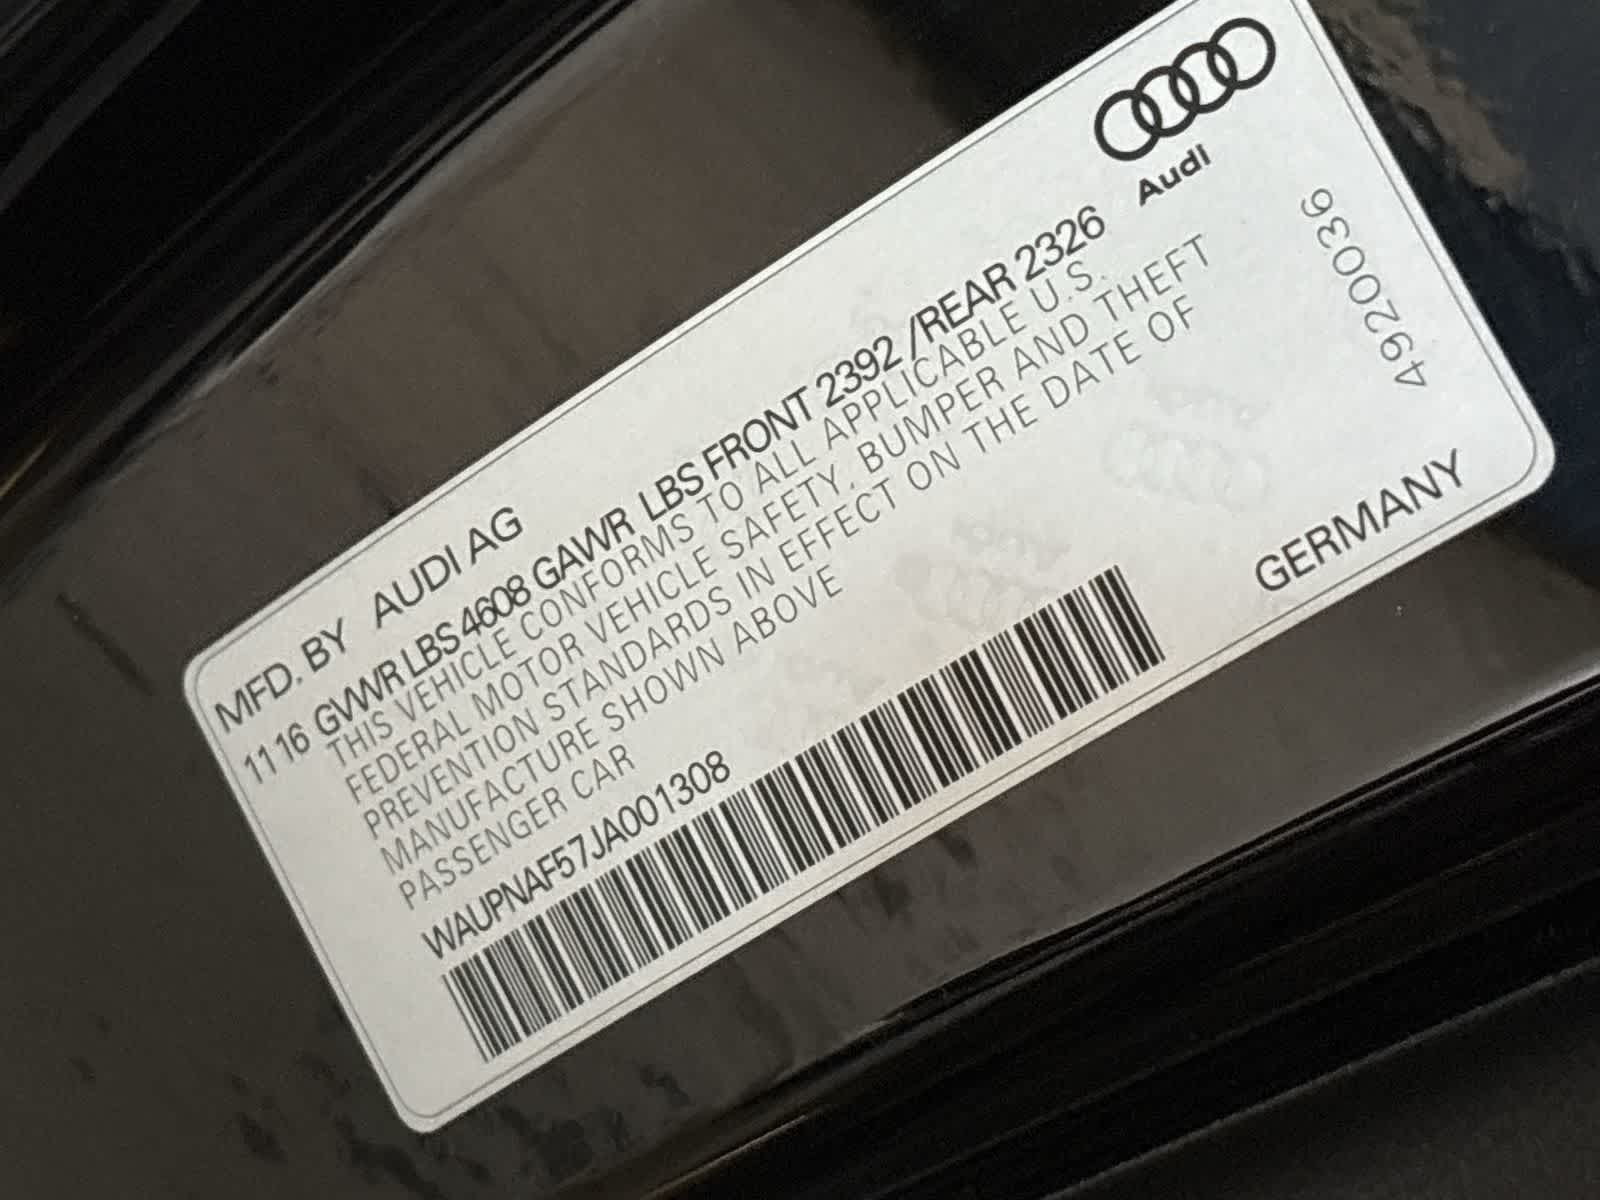 Audi
MFD. BY AUDI AG
11 16 GVWR LBS 4608 GAWR LBS FRONT 2392 /REAR 2326
THIS VEHICLE CONFORMS TO ALL APPLICABLE U.S.
FEDERAL MOTOR VEHICLE SAFETY. BUMPER AND THEFT
PREVENTION STANDARDS IN EFFECT ON THE DATE OF
MANUFACTURE SHOWN ABOVE
PASSENGER CAR
WAUPNAF57JA001308
GERMANY
4920036